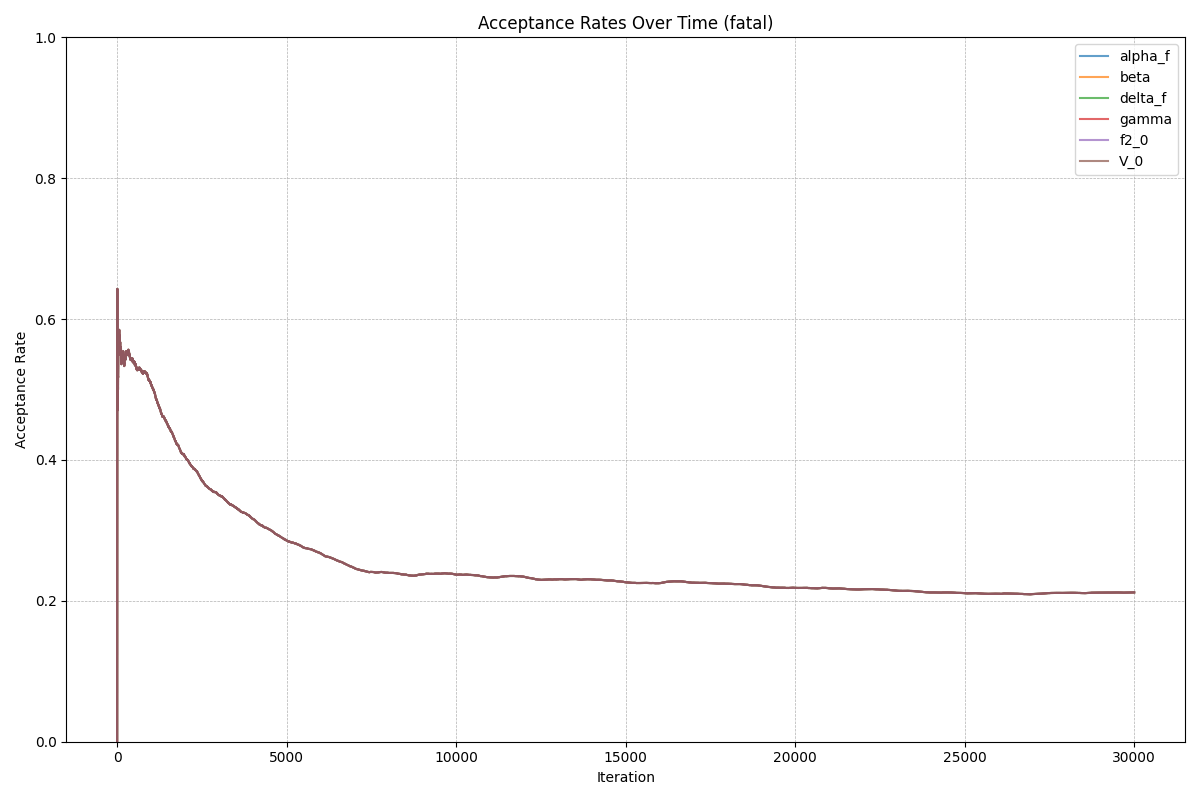 Acceptance Rates Over Time (fatal)
1.0
0.8
0.6
0.4
0.2
0.0
Acceptance Rate
alpha_f
beta
delta_f
gamma
f2_0
V_0
0 5000 10000 15000 20000 25000 30000
Iteration